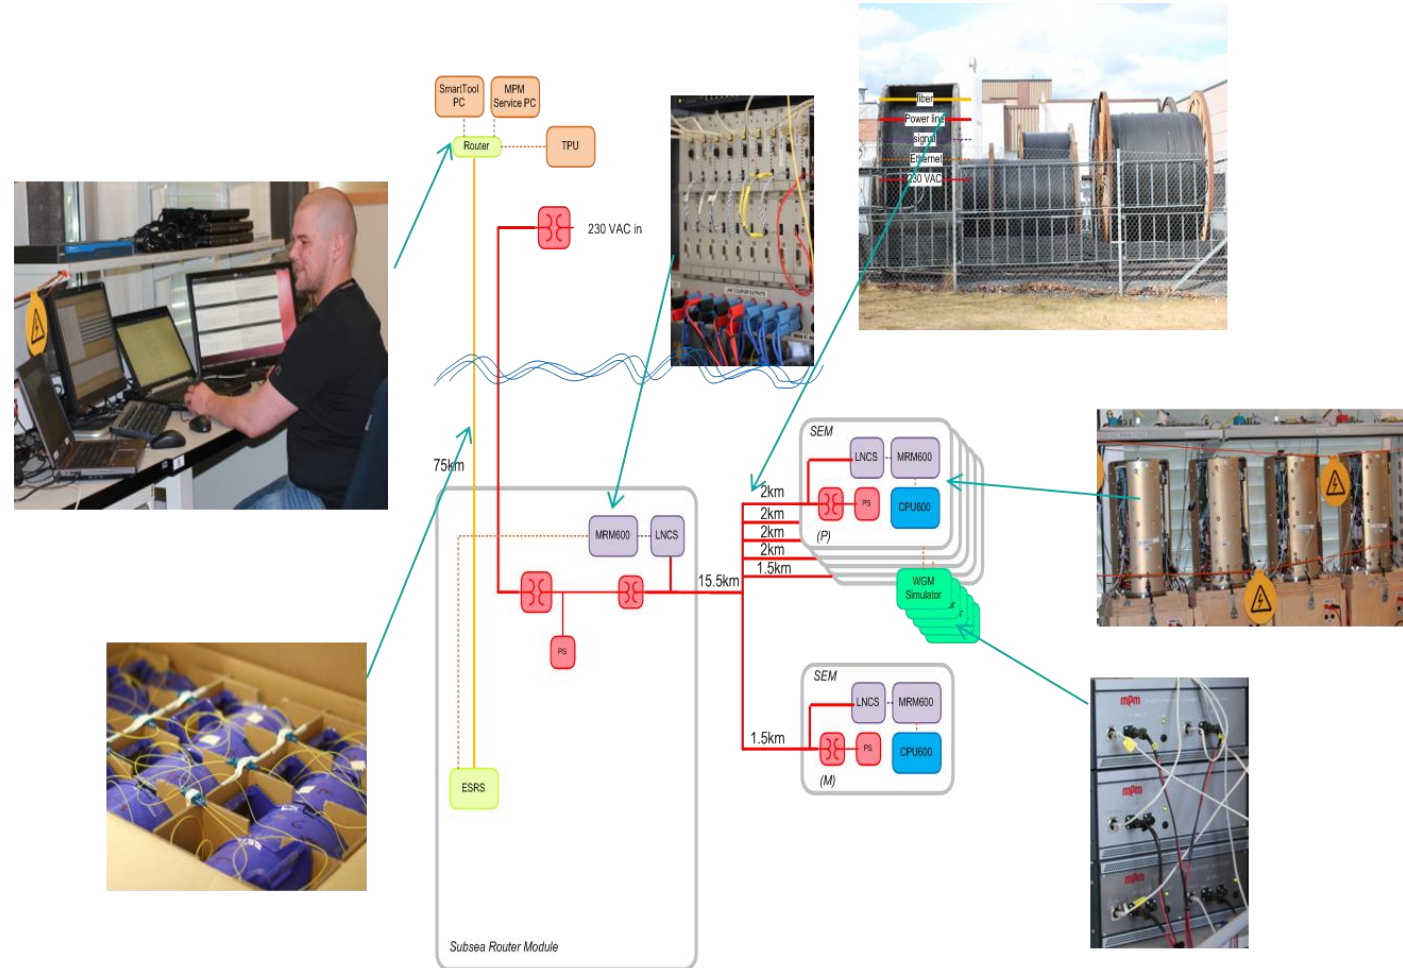 SmartTool
PC
MPM
Service PC
Router
TPU
230 VAC in
fiber
Power line
signal
Ethernet
230 VAC
75km
SEM
LNCS
MRM600
PS
CPU600
(P)
2km
2km
2km
2km
1.5km
15.5km
MRM600
LNCS
PS
WGM
Simulator
SEM
LNCS
MRM600
PS
CPU600
(M)
1.5km
ESRS
Subsea Router Module
mpm
mpm
mpm